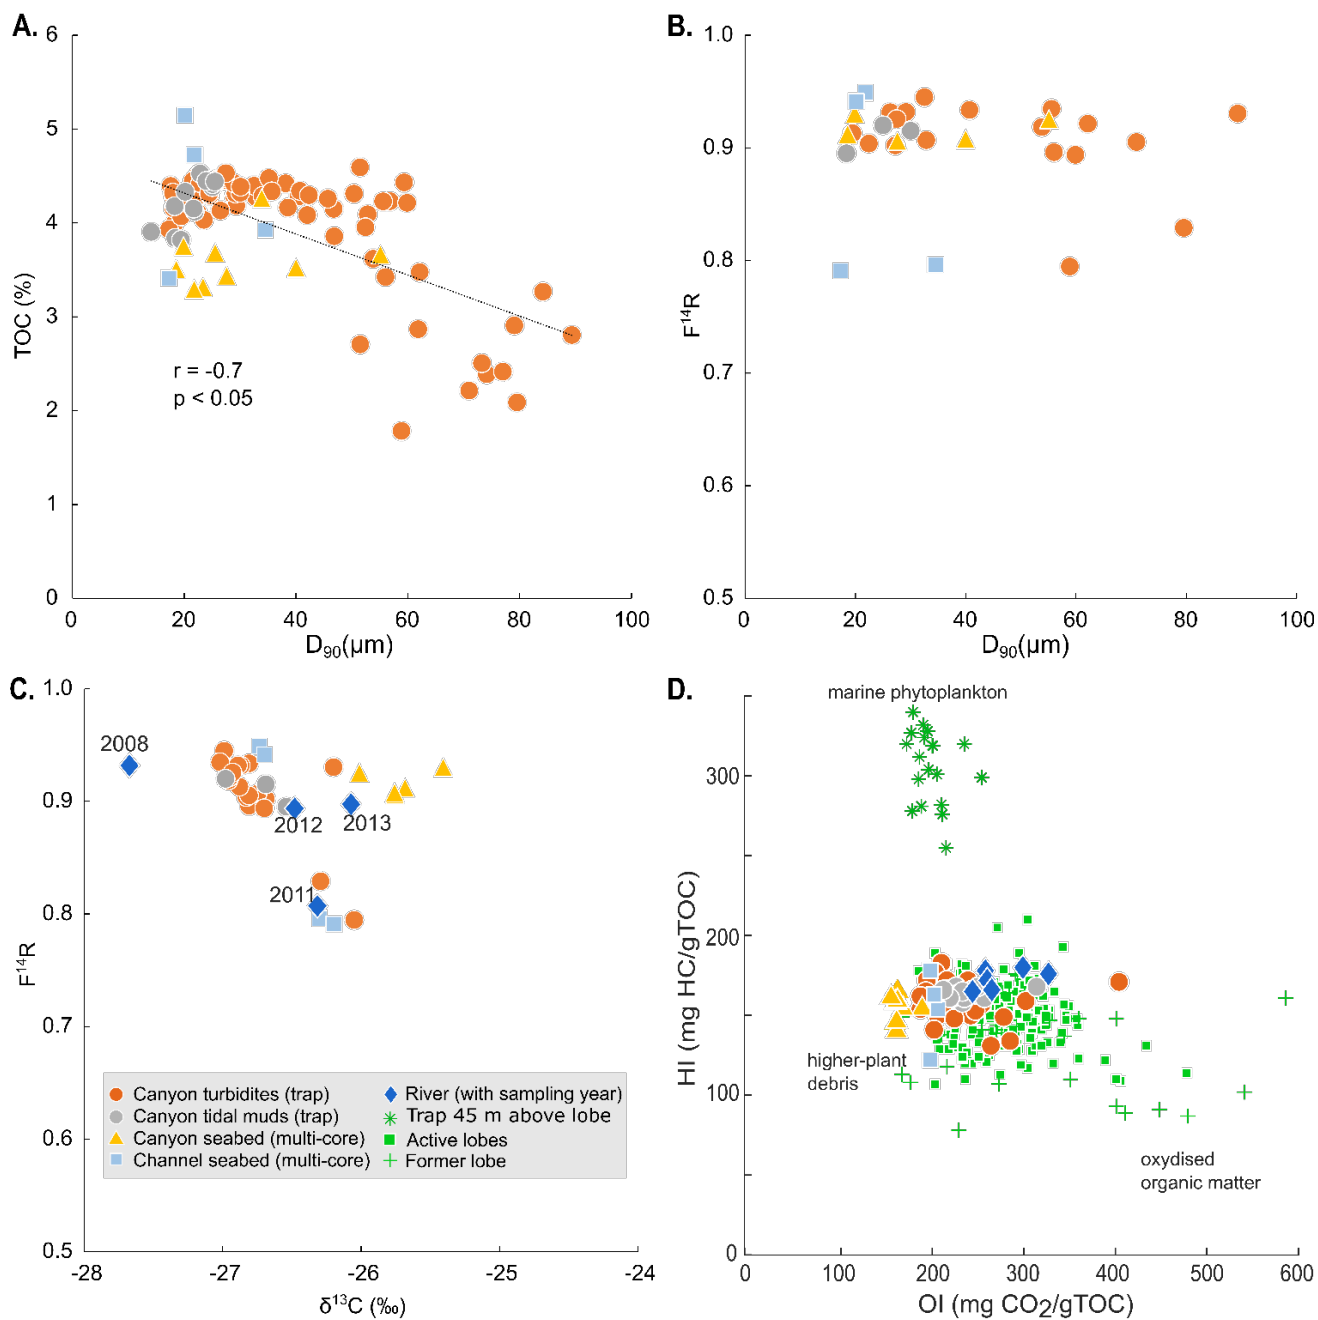 A.
6
5
4
3
2
1
0
TOC (%)
r = -0.7
p < 0.05
0
20
40
60
80
100
D90(µm)
B.
1.0
0.9
0.8
0.7
0.6
0.5
F14R
0
20
40
60
80
100
D90(µm)
C.
1.0
0.9
0.8
0.7
0.6
0.5
F14R
2008
2012
2013
2011
Canyon turbidites (trap)
Canyon tidal muds (trap)
Canyon seabed (multi-core)
Channel seabed (multi-core)
River (with sampling year)
Trap 45 m above lobe
Active lobes
Former lobe
-28
-27
-26
-25
-24
δ13C (‰)
D.
marine phytoplankton
300
200
100
0
HI (mg HC/gTOC)
higher-plant
debris
oxydised
organic matter
0
100
200
300
400
500
600
OI (mg CO2/gTOC)